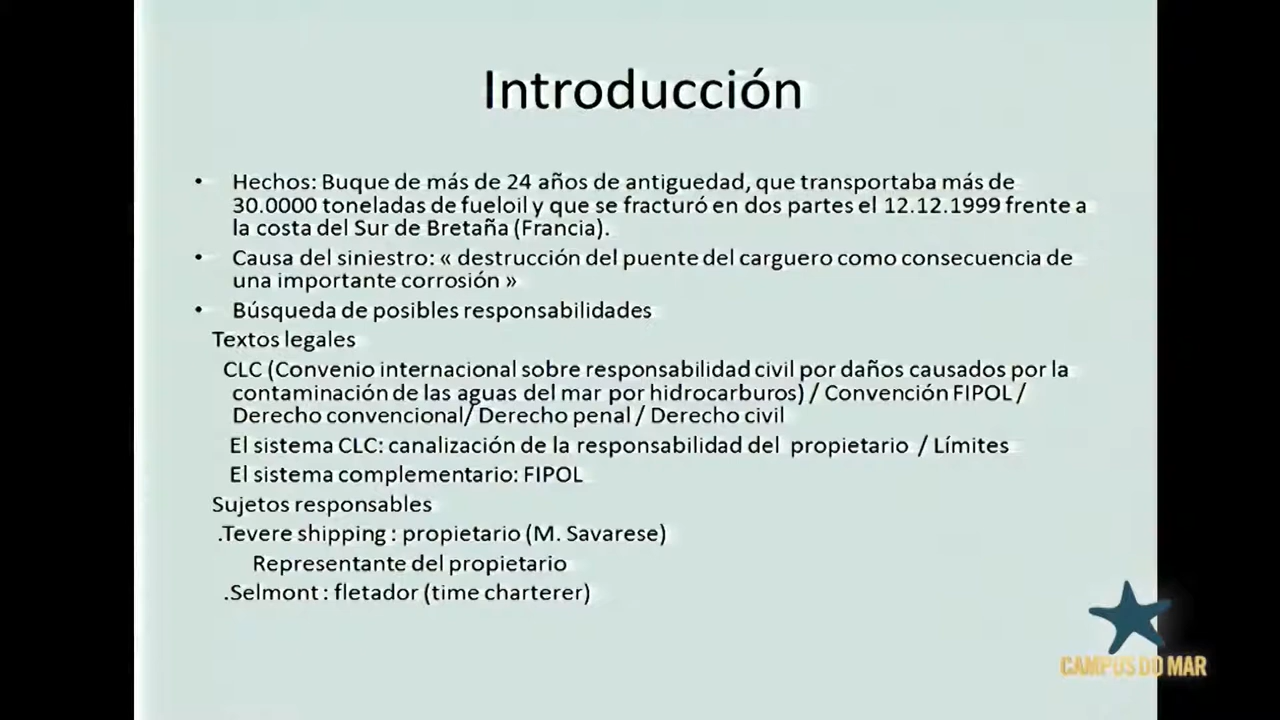 Introducción
• Hechos: Buque de más de 24 años de antiguedad, que transportaba más de
30.0000 toneladas de fueloil y que se fracturó en dos partes el 12.12.1999 frente a
la costa del Sur de Bretaña (Francia).
• Causa del siniestro: « destrucción del puente del carguero como consecuencia de
una importante corrosión »
• Búsqueda de posibles responsabilidades
Textos legales
CLC (Convenio internacional sobre responsabilidad civil por daños causados por la
contaminación de las aguas del mar por hidrocarburos) / Convención FIPOL /
Derecho convencional/ Derecho penal / Derecho civil
El sistema CLC: canalización de la responsabilidad del propietario / Límites
El sistema complementario: FIPOL
Sujetos responsables
.Tevere shipping : propietario (M. Savarese)
Representante del propietario
.Selmont : fletador (time charterer)
CAMPUS DO MAR